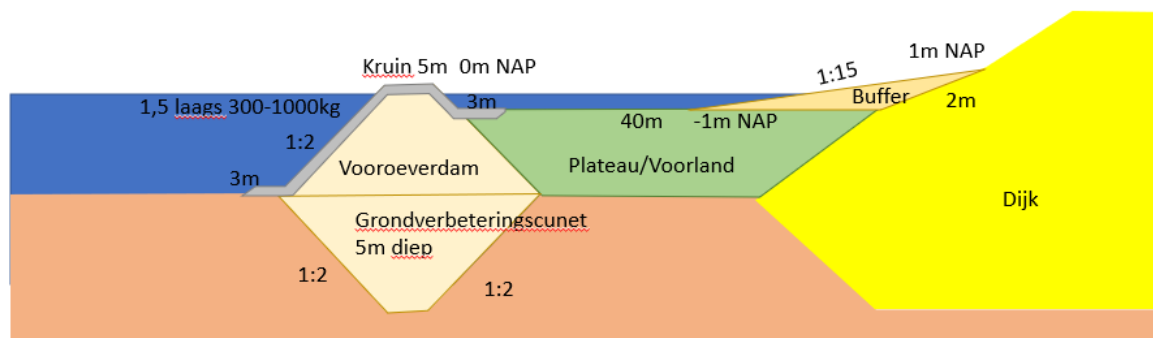 Kruin 5m 0m NAP
1m NAP
1:15
1,5 laags 300-1000kg
3m
Buffer
2m
40m
-1m NAP
1:2
Vooroeverdam
Plateau/Voorland
3m
Dijk
Grondverbeteringscunet
5m diep
1:2
1:2